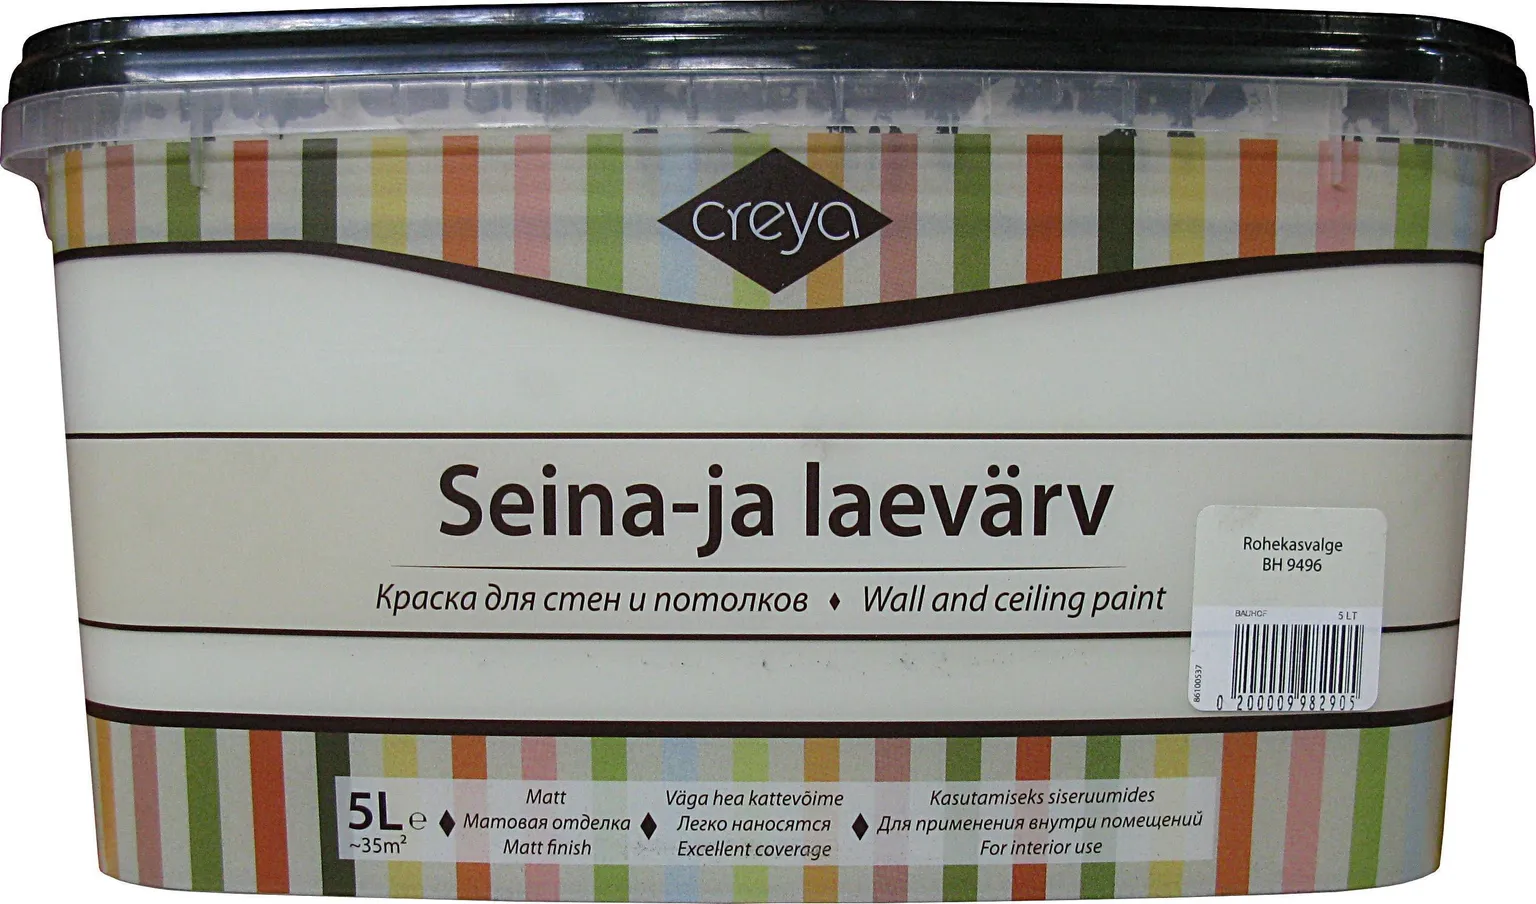 creya
Seina-ja laevärv
Краска для стен и потолков ♦ Wall and ceiling paint
Rohekasvalge
BH 9496
BAUHOF 5 LT
86100537
0 200009 982905
5L ℮
~35m²
Matt
Матовая отделка
Matt finish
Väga hea kattevõime
Легко наносятся
Excellent coverage
Kasutamiseks siseruumides
Для применения внутри помещений
For interior use